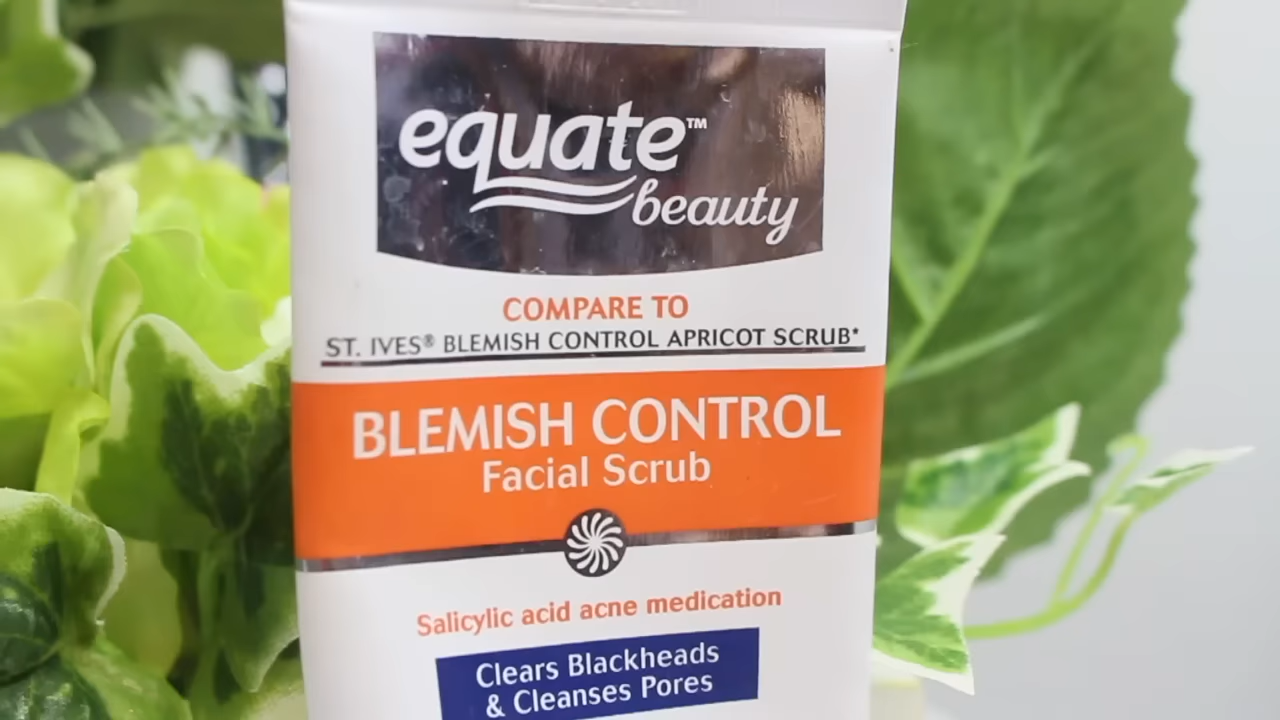 equate™
beauty
COMPARE TO
ST. IVES® BLEMISH CONTROL APRICOT SCRUB*
BLEMISH CONTROL
Facial Scrub
Salicylic acid acne medication
Clears Blackheads
& Cleanses Pores